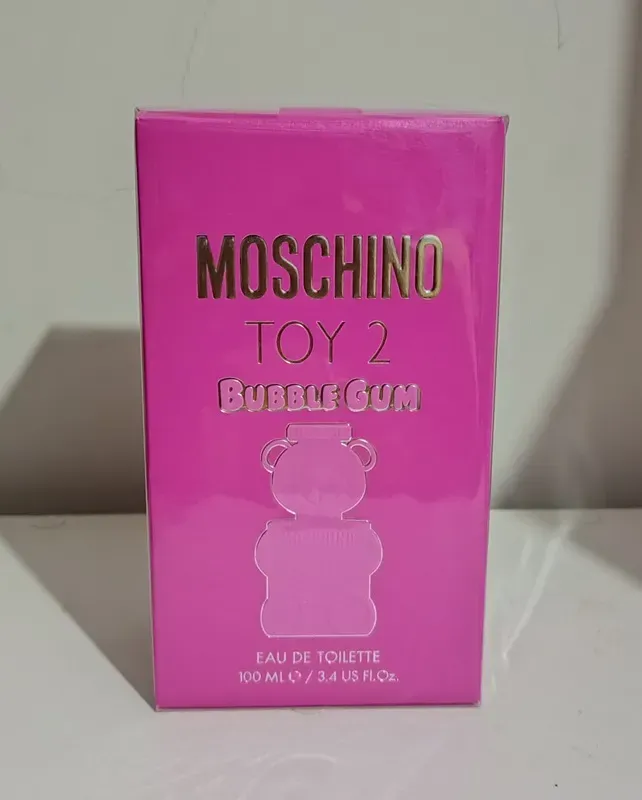 MOSCHINO
TOY 2
BUBBLE GUM
EAU DE TOILETTE
100 ML ℮ / 3.4 US Fl.Oz.